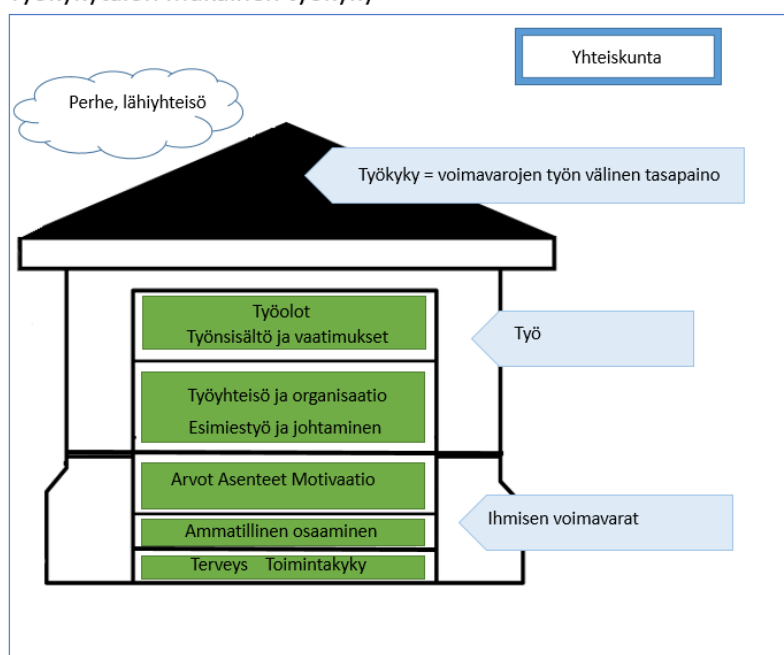 Yhteiskunta
Perhe, lähiyhteisö
Työkyky = voimavarojen työn välinen tasapaino
Työolot
Työnsisältö ja vaatimukset
Työ
Työyhteisö ja organisaatio
Esimiestyö ja johtaminen
Arvot Asenteet Motivaatio
Ihmisen voimavarat
Ammatillinen osaaminen
Terveys Toimintakyky